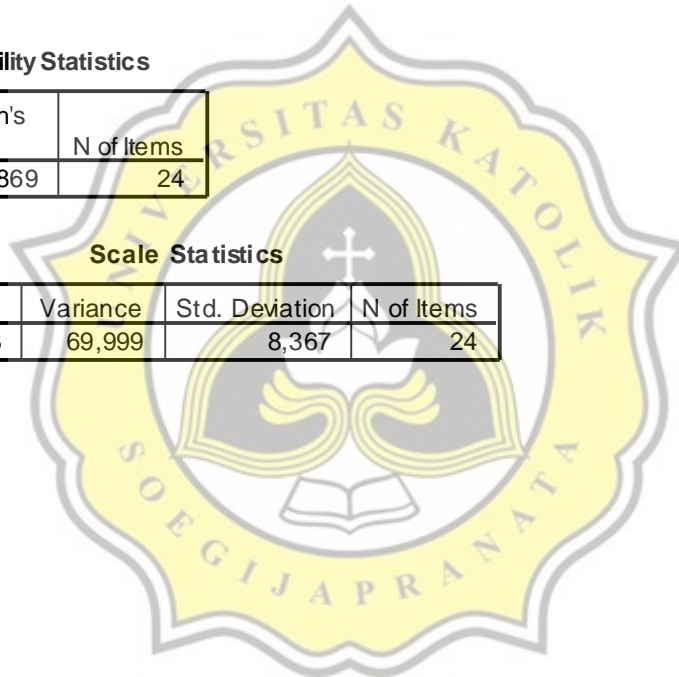 ility Statistics
n's
N of Items
869 24
Scale Statistics
Variance Std. Deviation N of Items
69,999 8,367 24
UNIVERSITAS KATOLIK
SOEGIJAPRANATA